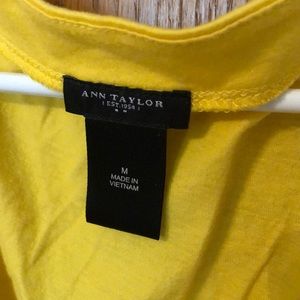 ANN TAYLOR
EST. 1954
M
MADE IN
VIETNAM